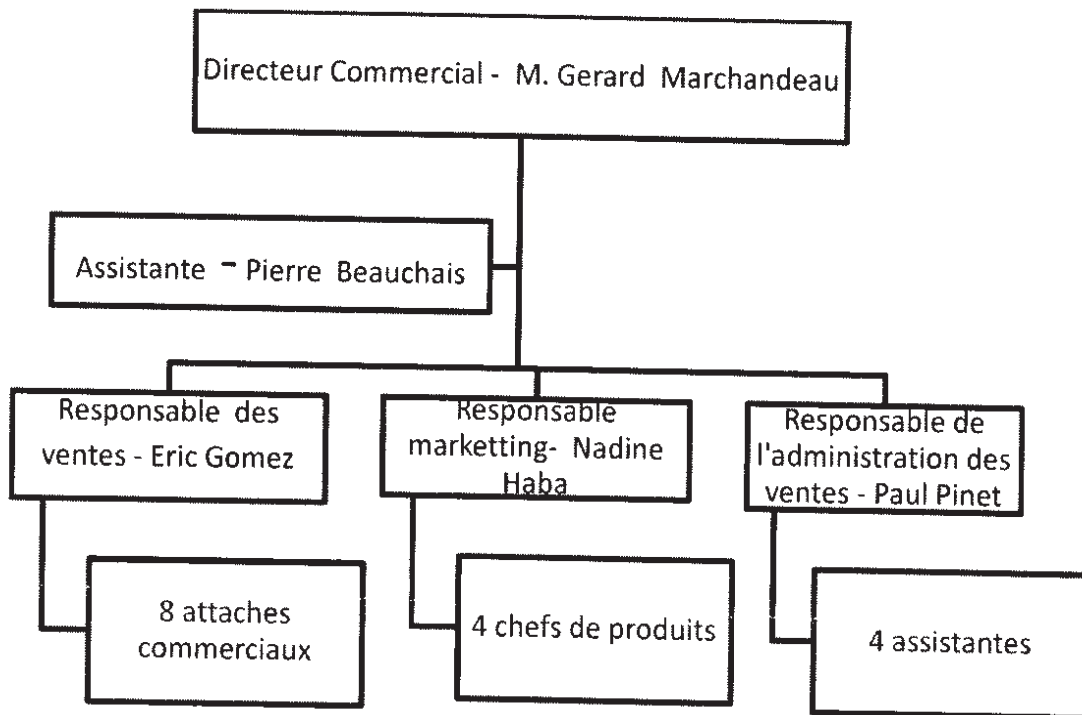 Directeur Commercial - M. Gerard Marchandeau
Assistante - Pierre Beauchais
Responsable des
ventes - Eric Gomez
Responsable
marketting- Nadine
Haba
Responsable de
l'administration des
ventes - Paul Pinet
8 attaches
commerciaux
4 chefs de produits
4 assistantes